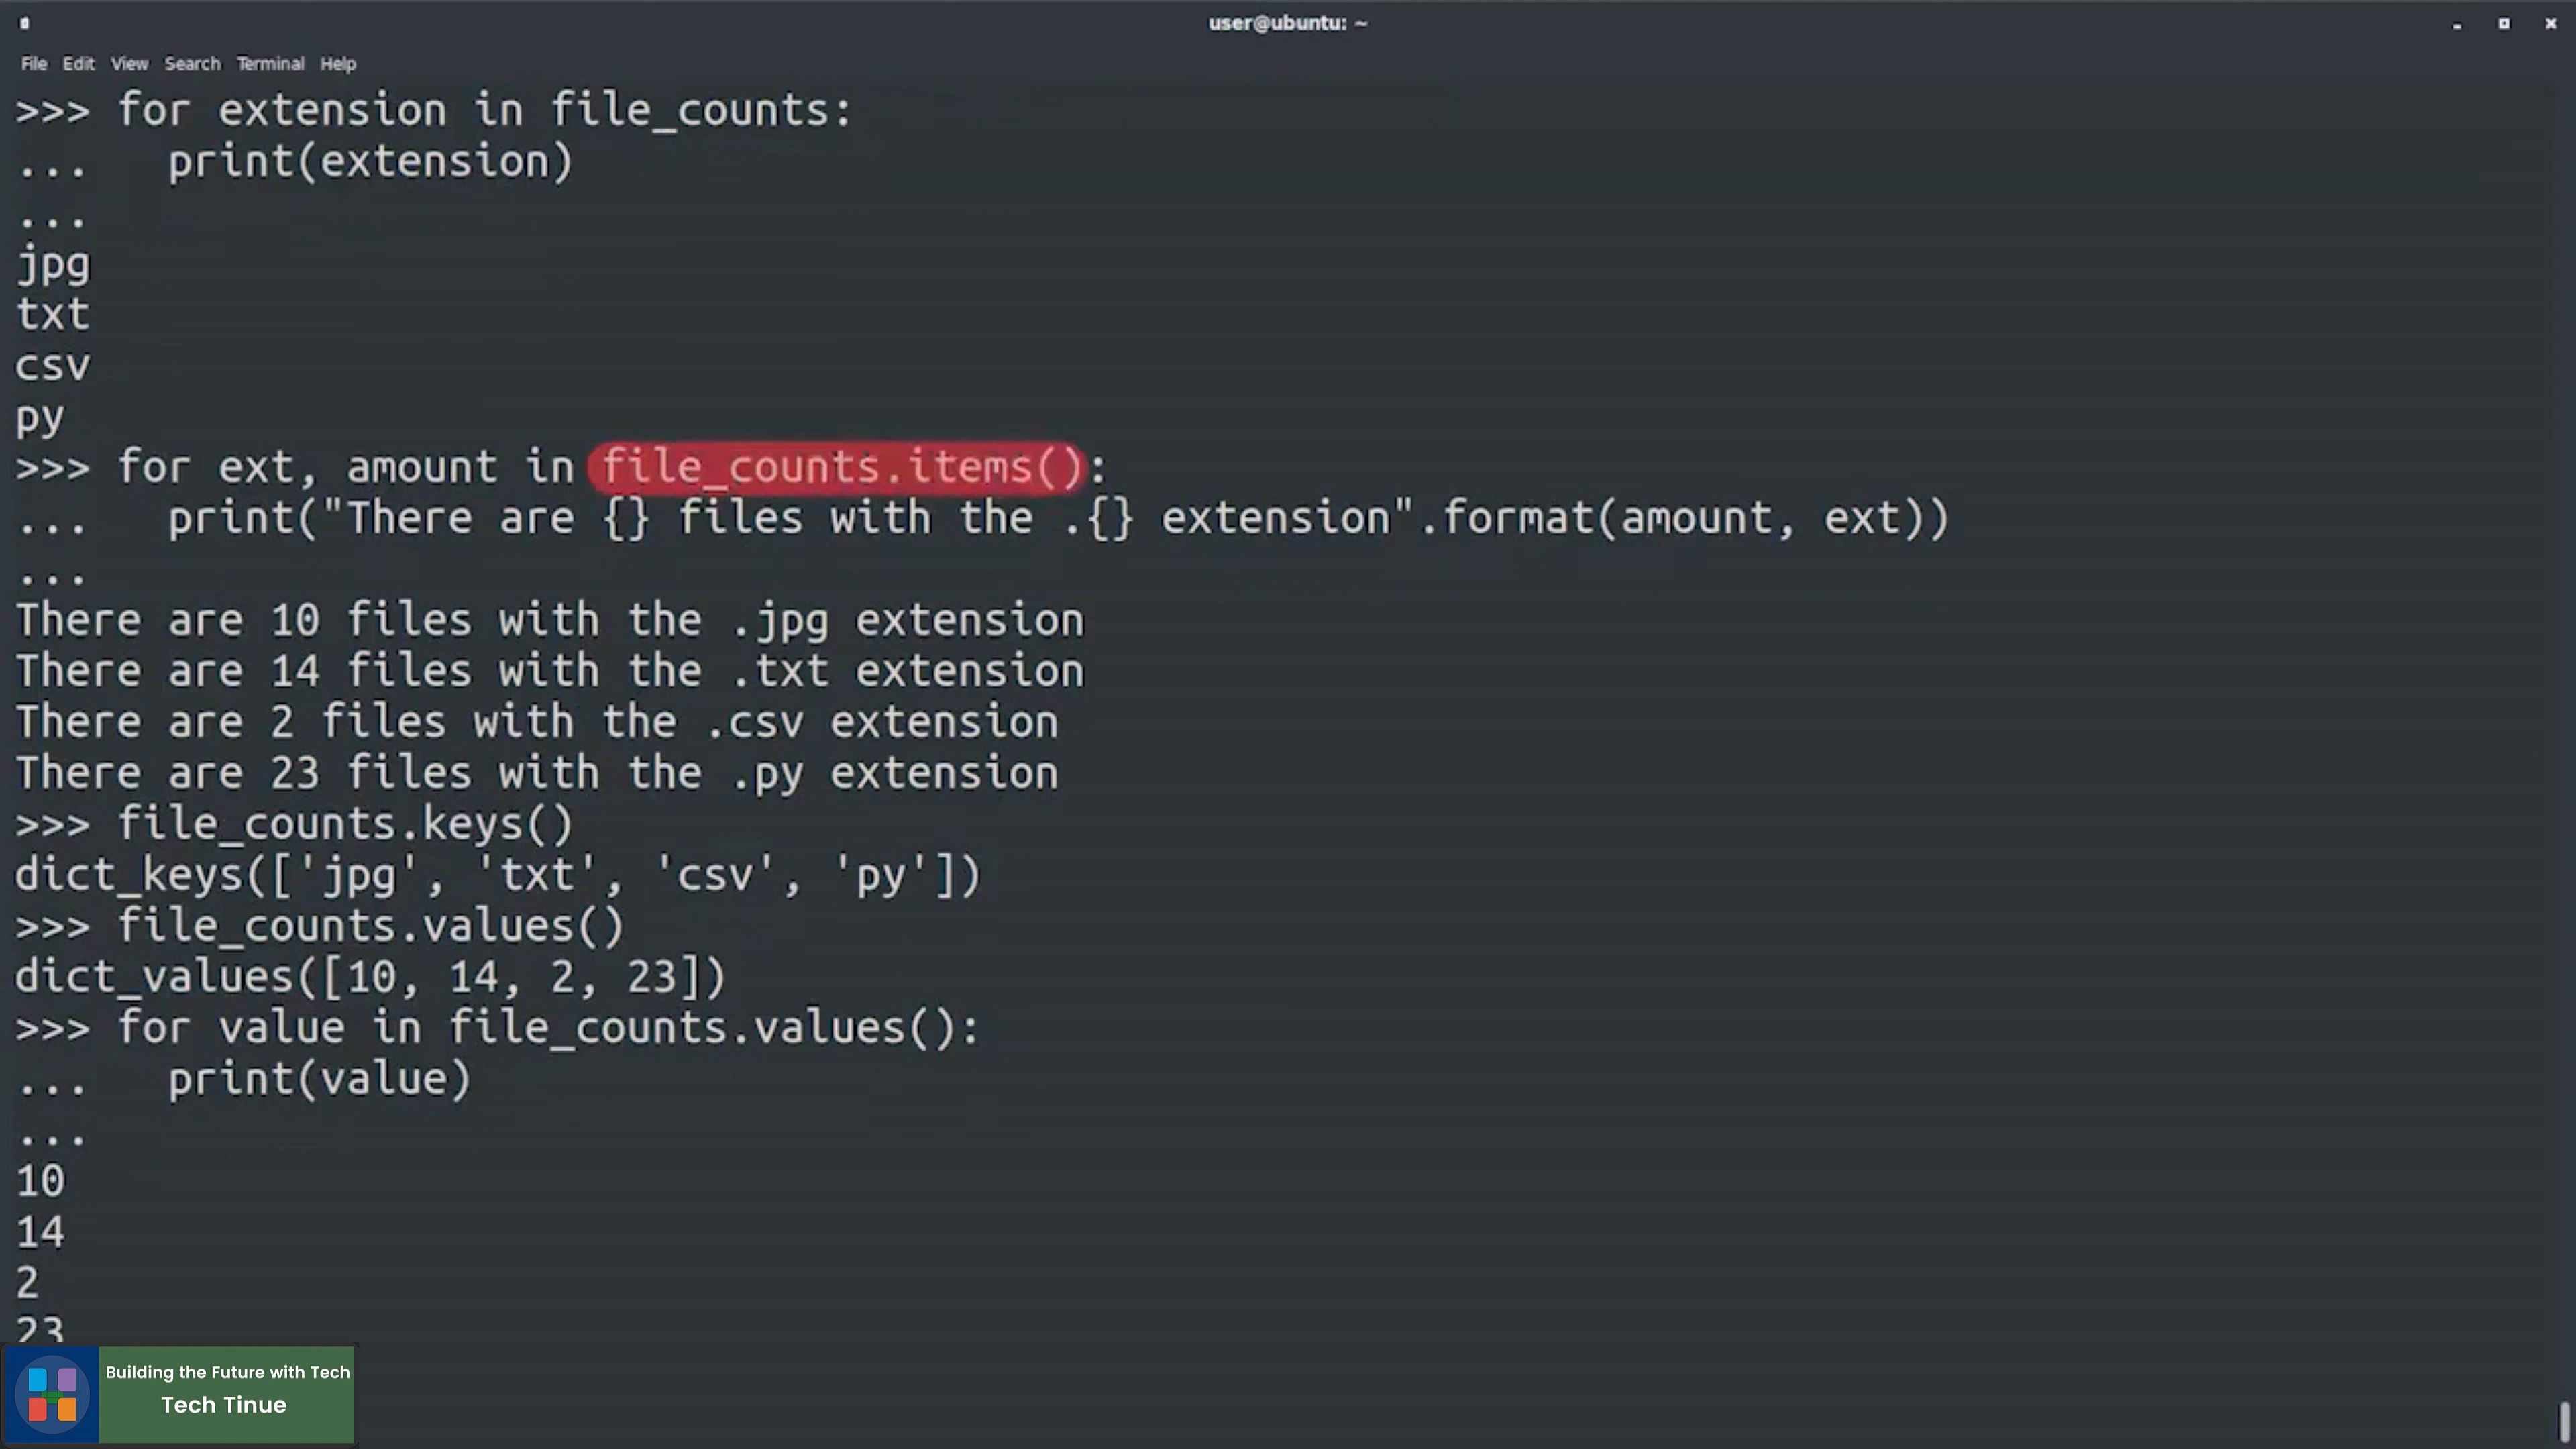 user@ubuntu: ~
File Edit View Search Terminal Help
>>> for extension in file_counts:
...   print(extension)
...
jpg
txt
csv
py
>>> for ext, amount in file_counts.items():
...   print("There are {} files with the .{} extension".format(amount, ext))
...
There are 10 files with the .jpg extension
There are 14 files with the .txt extension
There are 2 files with the .csv extension
There are 23 files with the .py extension
>>> file_counts.keys()
dict_keys(['jpg', 'txt', 'csv', 'py'])
>>> file_counts.values()
dict_values([10, 14, 2, 23])
>>> for value in file_counts.values():
...   print(value)
...
10
14
2
23
Building the Future with Tech
Tech Tinue